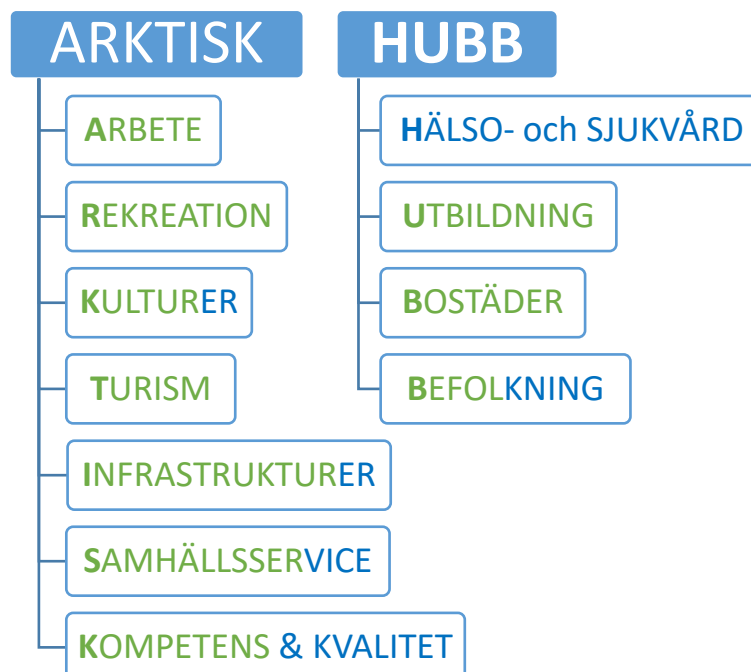 ARKTISK
ARBETE
REKREATION
KULTURER
TURISM
INFRASTRUKTURER
SAMHÄLLSSERVICE
KOMPETENS & KVALITET
HUBB
HÄLSO- och SJUKVÅRD
UTBILDNING
BOSTÄDER
BEFOLKNING